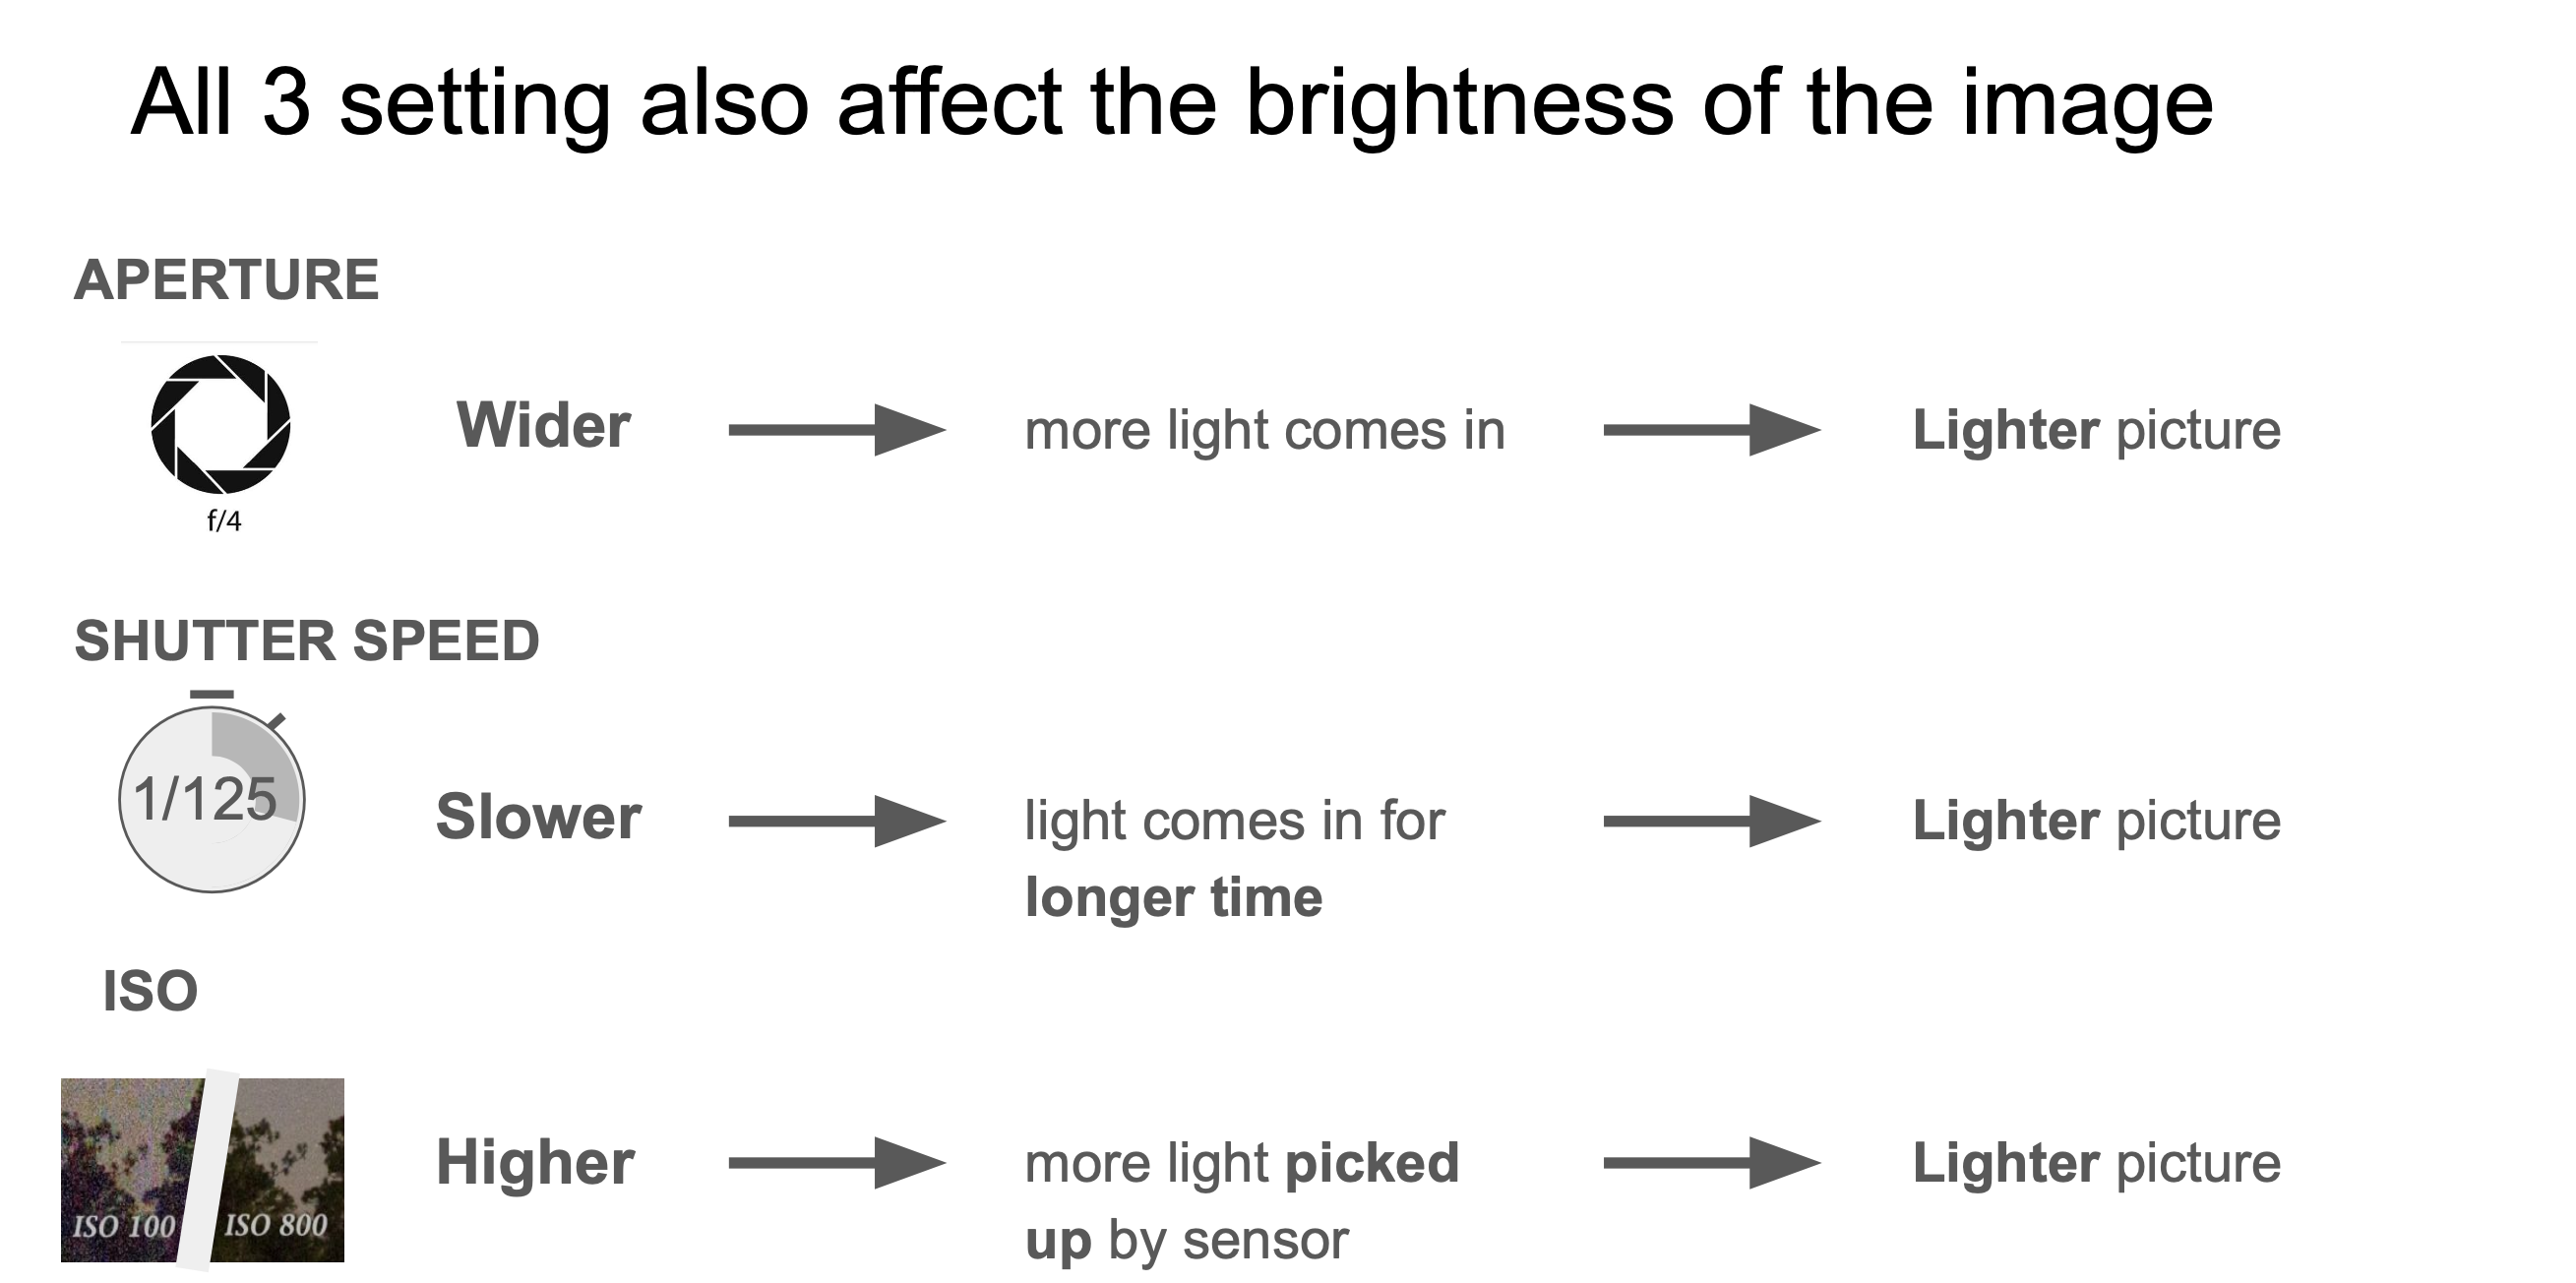 All 3 setting also affect the brightness of the image
APERTURE
f/4
Wider
more light comes in
Lighter picture
SHUTTER SPEED
1/125
Slower
light comes in for
longer time
Lighter picture
ISO
ISO 100
ISO 800
Higher
more light picked
up by sensor
Lighter picture